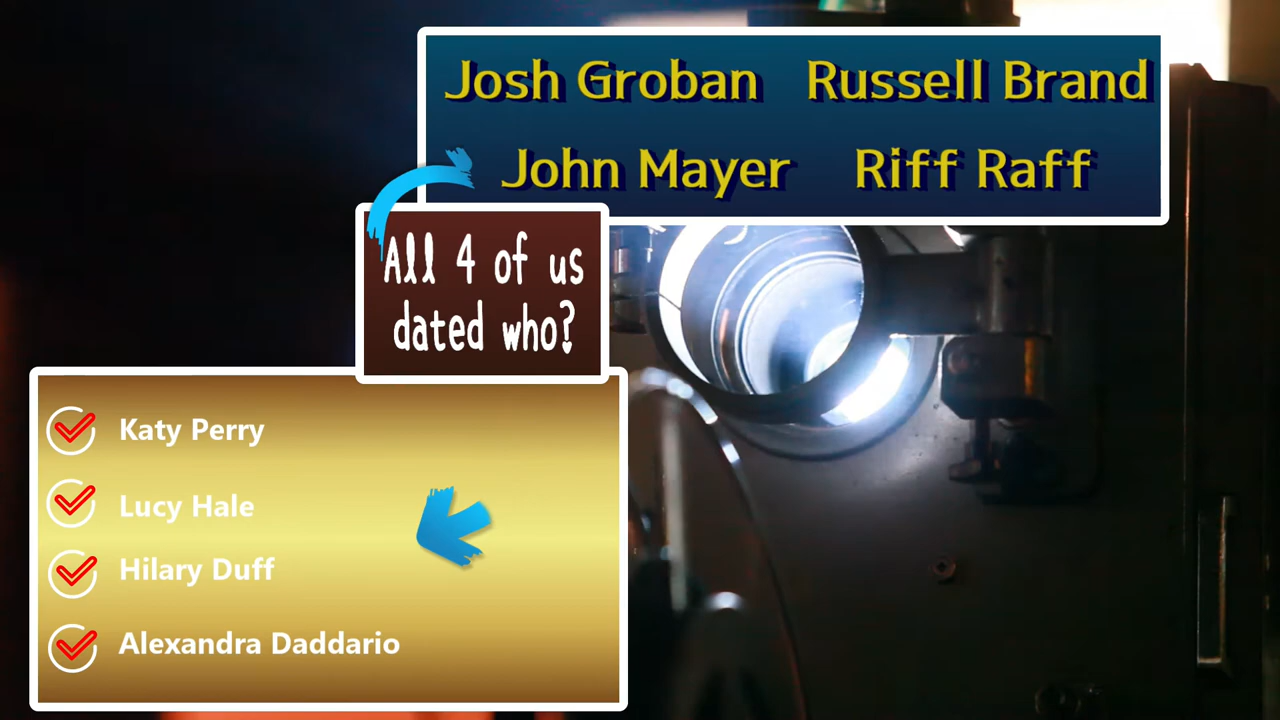 Josh Groban Russell Brand
John Mayer Riff Raff
All 4 of us
dated who?
Katy Perry
Lucy Hale
Hilary Duff
Alexandra Daddario